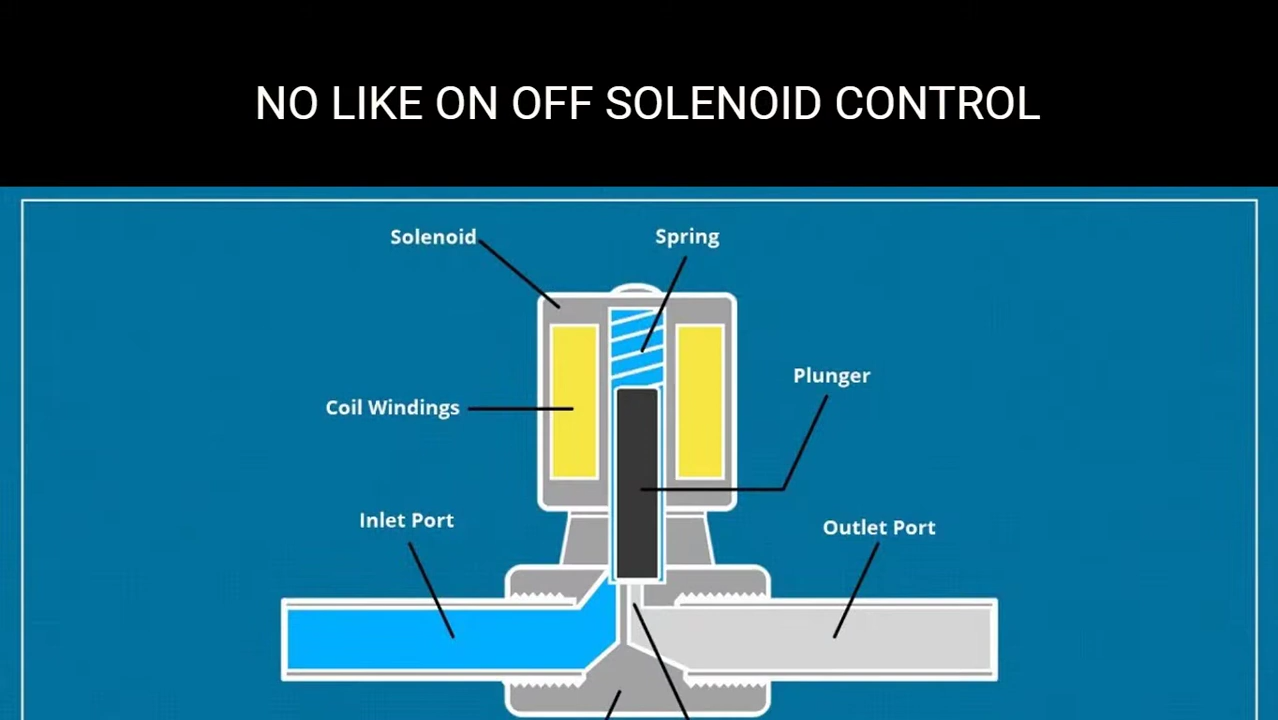 NO LIKE ON OFF SOLENOID CONTROL
Solenoid
Spring
Plunger
Coil Windings
Inlet Port
Outlet Port